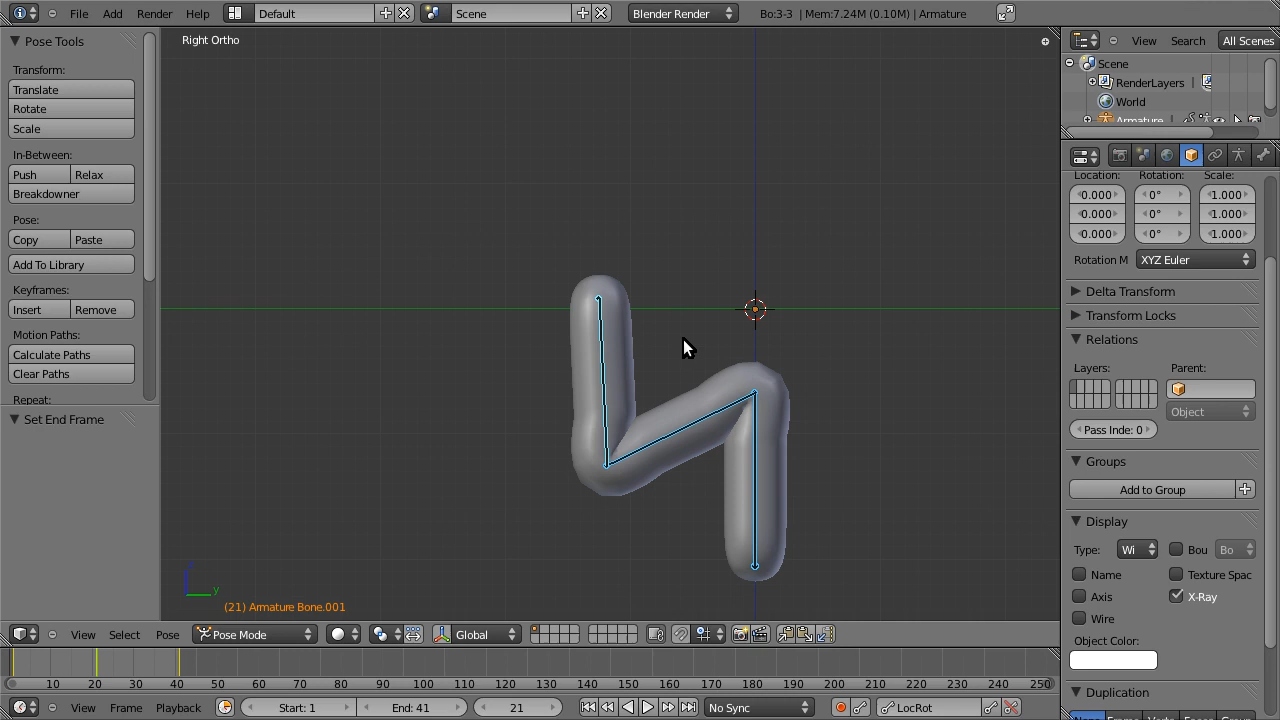 File Add Render Help Default Scene Blender Render Bo:3-3 | Mem:7.24M (0.10M) | Armature
Pose Tools
Transform:
Translate
Rotate
Scale
In-Between:
Push Relax
Breakdowner
Pose:
Copy Paste
Add To Library
Keyframes:
Insert Remove
Motion Paths:
Calculate Paths
Clear Paths
Repeat:
Set End Frame
Right Ortho
y
(21) Armature Bone.001
View Search All Scenes
Scene
RenderLayers |
World
Armature |
Location: Rotation: Scale:
0.000 0° 1.000
0.000 0° 1.000
0.000 0° 1.000
Rotation M XYZ Euler
Delta Transform
Transform Locks
Relations
Layers: Parent:
Object
Pass Inde: 0
Groups
Add to Group
Display
Type: Wi Bou Bo
Name Texture Spac
Axis X-Ray
Wire
Object Color:
Duplication
View Select Pose Pose Mode Global
10 20 30 40 50 60 70 80 90 100 110 120 130 140 150 160 170 180 190 200 210 220 230 240 250
View Frame Playback Start: 1 End: 41 21 No Sync LocRot